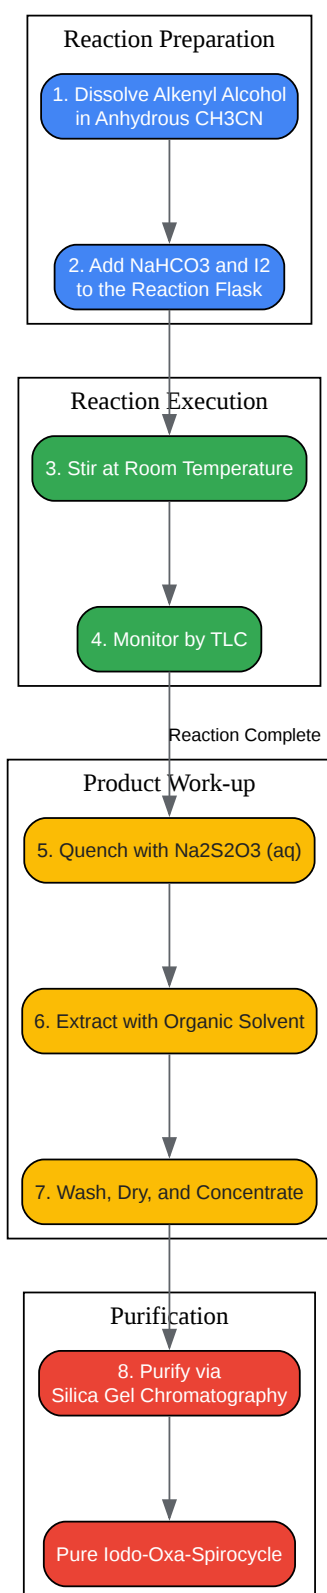 Reaction Preparation
1. Dissolve Alkenyl Alcohol
in Anhydrous CH3CN
2. Add NaHCO3 and I2
to the Reaction Flask
Reaction Execution
3. Stir at Room Temperature
4. Monitor by TLC
Reaction Complete
Product Work-up
5. Quench with Na2S2O3 (aq)
6. Extract with Organic Solvent
7. Wash, Dry, and Concentrate
Purification
8. Purify via
Silica Gel Chromatography
Pure Iodo-Oxa-Spirocycle